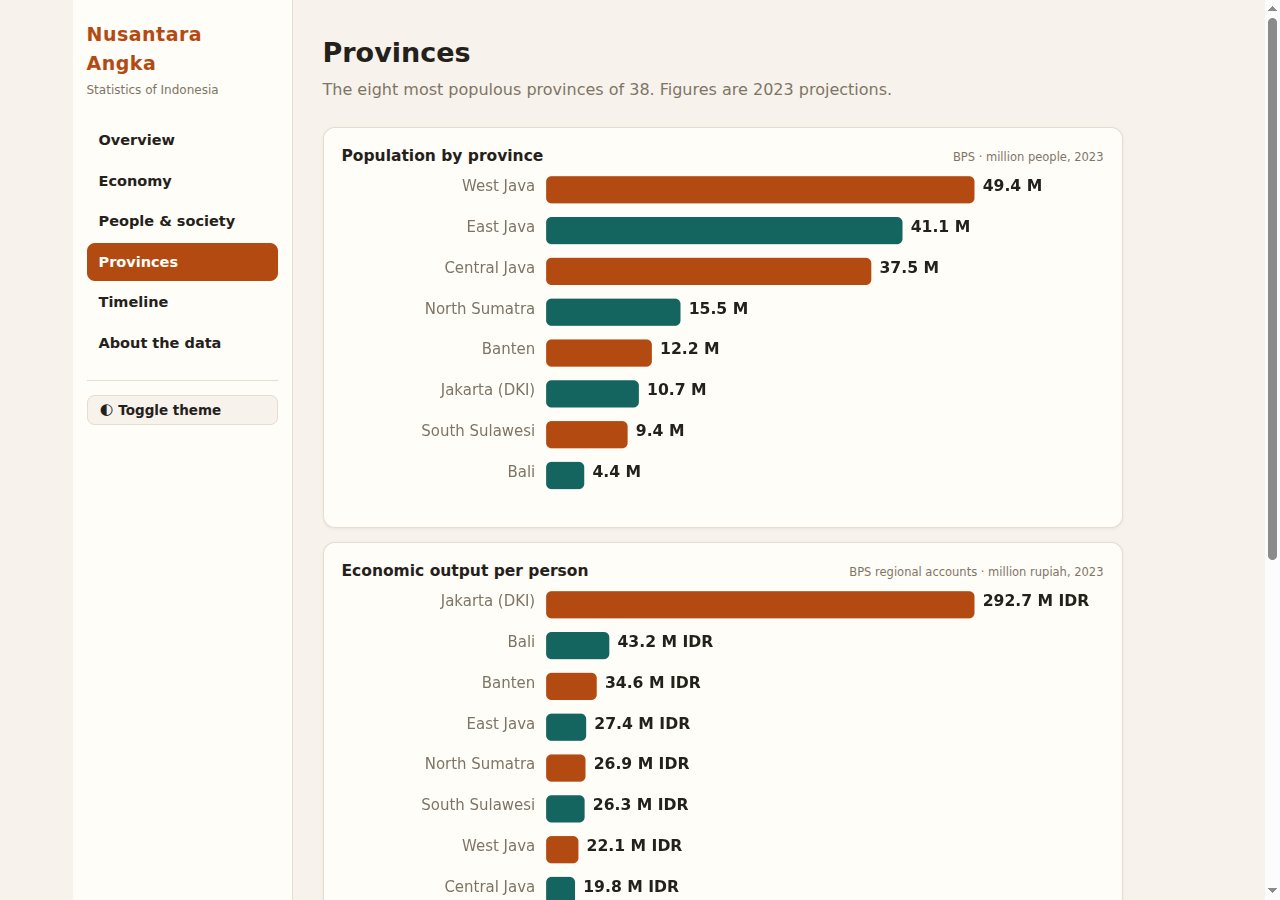 Nusantara
Angka
Statistics of Indonesia
Overview
Economy
People & society
Provinces
Timeline
About the data
◐ Toggle theme
Provinces
The eight most populous provinces of 38. Figures are 2023 projections.
Population by province
BPS · million people, 2023
West Java 49.4 M
East Java 41.1 M
Central Java 37.5 M
North Sumatra 15.5 M
Banten 12.2 M
Jakarta (DKI) 10.7 M
South Sulawesi 9.4 M
Bali 4.4 M
Economic output per person
BPS regional accounts · million rupiah, 2023
Jakarta (DKI) 292.7 M IDR
Bali 43.2 M IDR
Banten 34.6 M IDR
East Java 27.4 M IDR
North Sumatra 26.9 M IDR
South Sulawesi 26.3 M IDR
West Java 22.1 M IDR
Central Java 19.8 M IDR